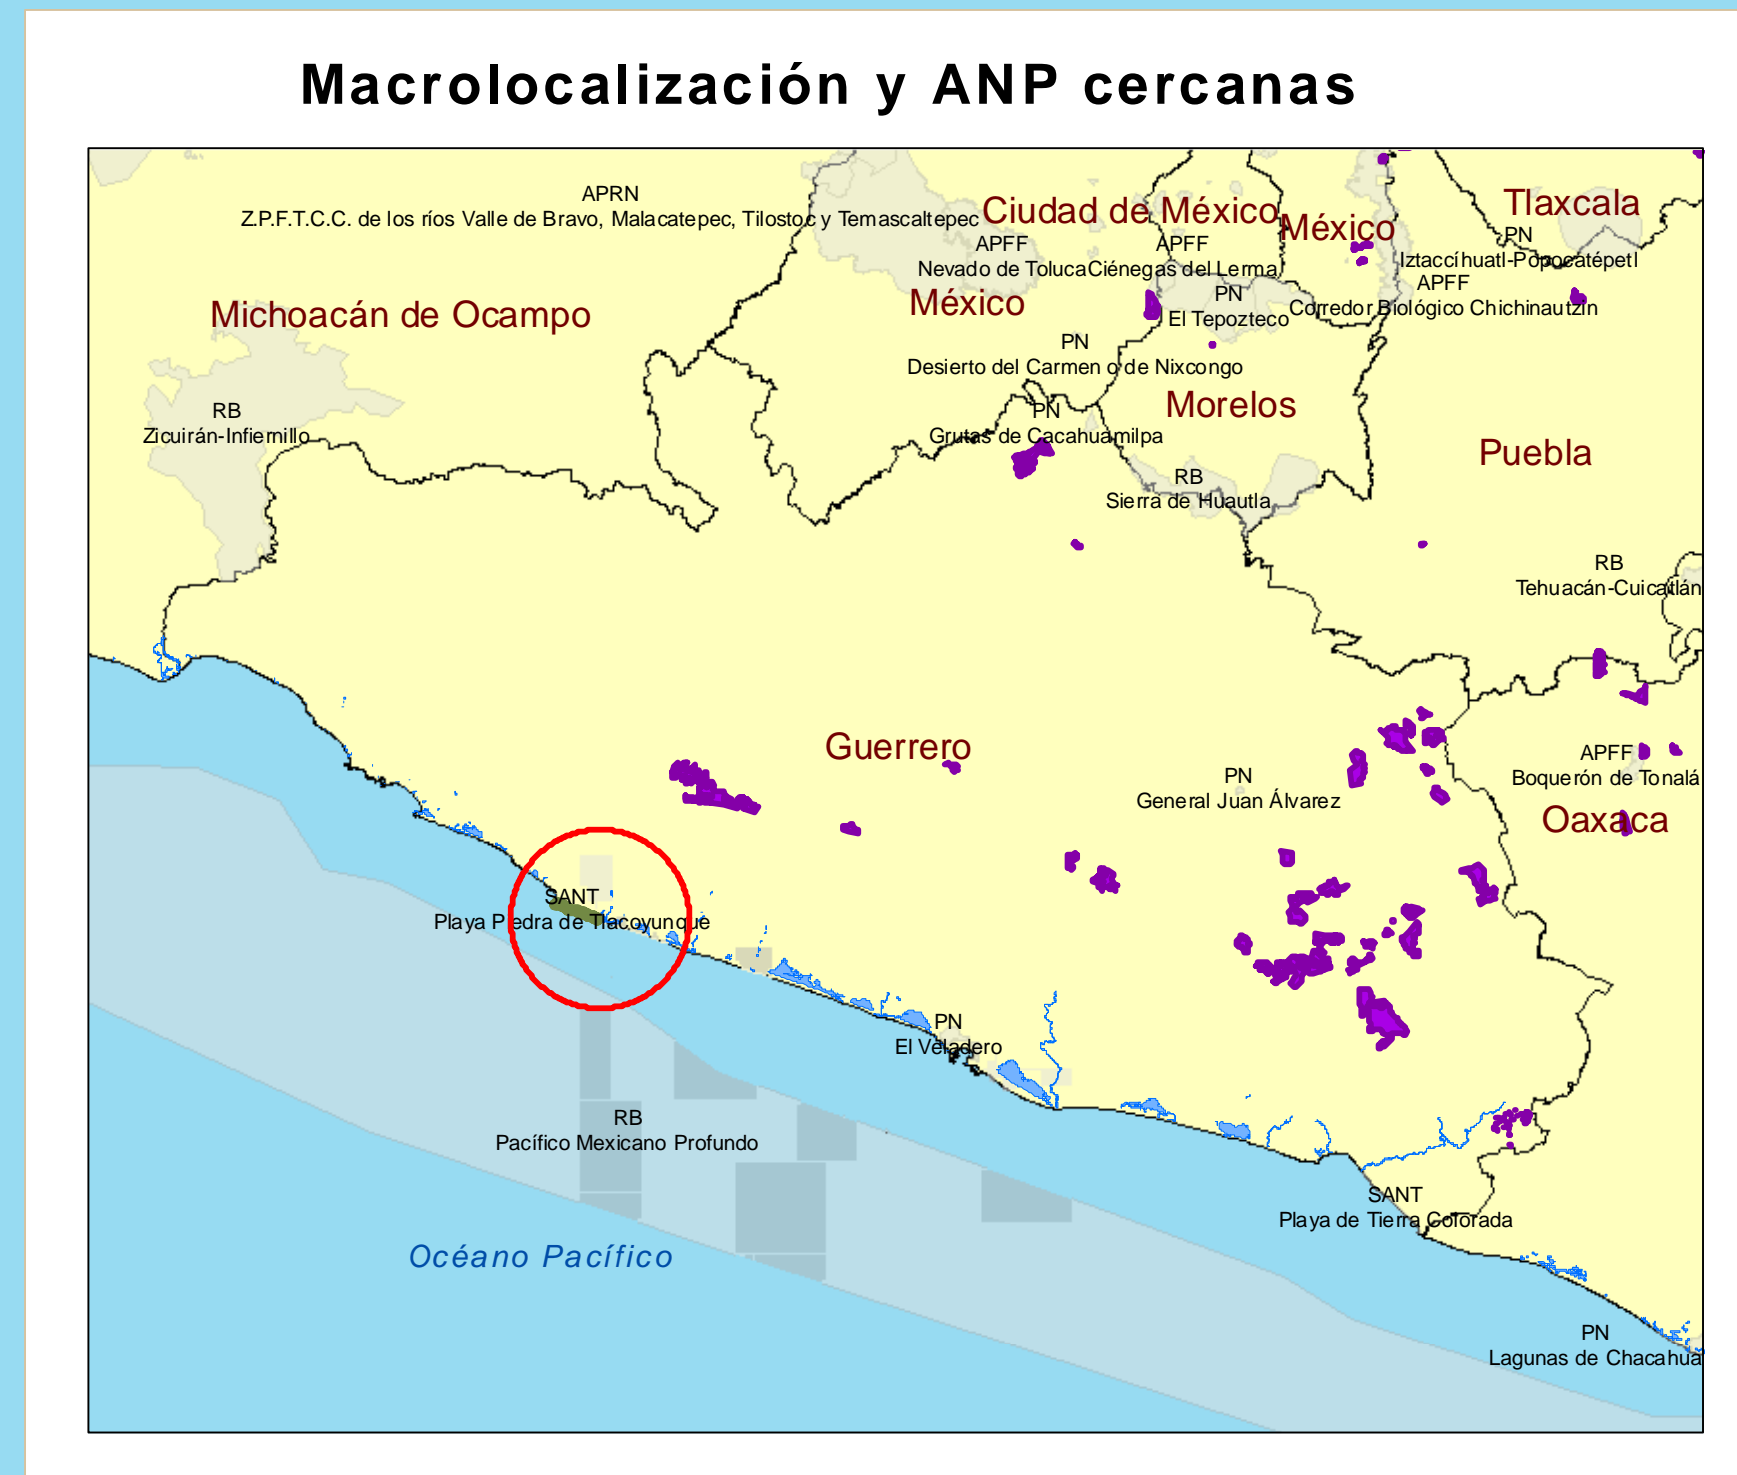 Macrolocalización y ANP cercanas
APRN
Z.P.F.T.C.C. de los ríos Valle de Bravo, Malacatepec, Tilostoc y Temascaltepec
Ciudad de México
México
Tlaxcala
PN
Iztaccíhuatl-Popocatépetl
APFF
Nevado de Toluca
APFF
Ciénegas del Lerma
APFF
Corredor Biológico Chichinautzin
PN
El Tepozteco
Michoacán de Ocampo
México
PN
Desierto del Carmen o de Nixcongo
Morelos
RB
Zicuirán-Infiernillo
PN
Grutas de Cacahuamilpa
Puebla
RB
Sierra de Huautla
RB
Tehuacán-Cuicatlán
Guerrero
PN
General Juan Álvarez
APFF
Boquerón de Tonalá
Oaxaca
SANT
Playa Piedra de Tlacoyunque
PN
El Veladero
RB
Pacífico Mexicano Profundo
SANT
Playa de Tierra Colorada
Océano Pacífico
PN
Lagunas de Chacahua